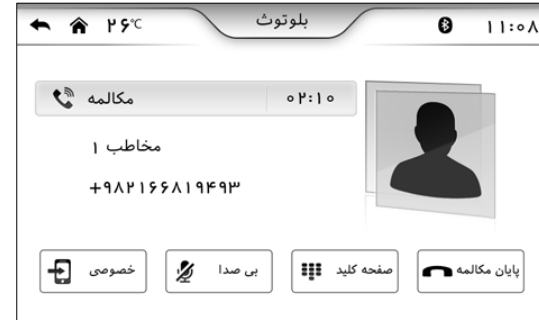 ۱۱:۰۸ بلوتوث ۲۶°C
مکالمه ۰۲:۱۰
مخاطب ۱
+۹۸۲۱۶۶۸۱۹۴۹۳
پایان مکالمه صفحه کلید بی صدا خصوصی